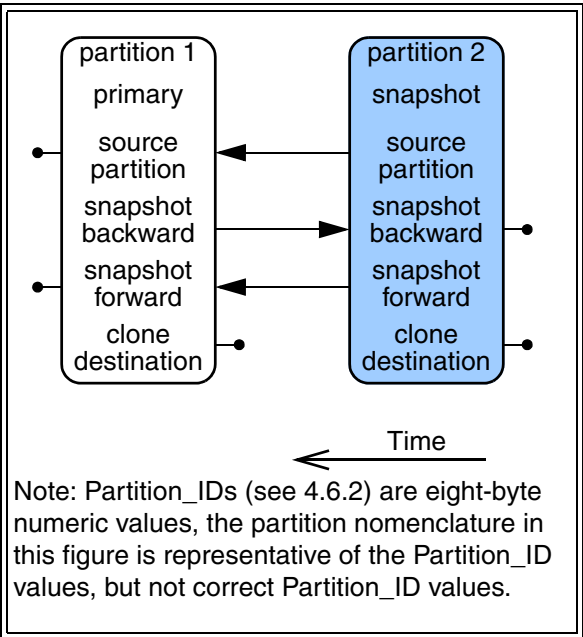 partition 1
primary
source
partition
snapshot
backward
snapshot
forward
clone
destination
partition 2
snapshot
source
partition
snapshot
backward
snapshot
forward
clone
destination
Time
Note: Partition_IDs (see 4.6.2) are eight-byte
numeric values, the partition nomenclature in
this figure is representative of the Partition_ID
values, but not correct Partition_ID values.